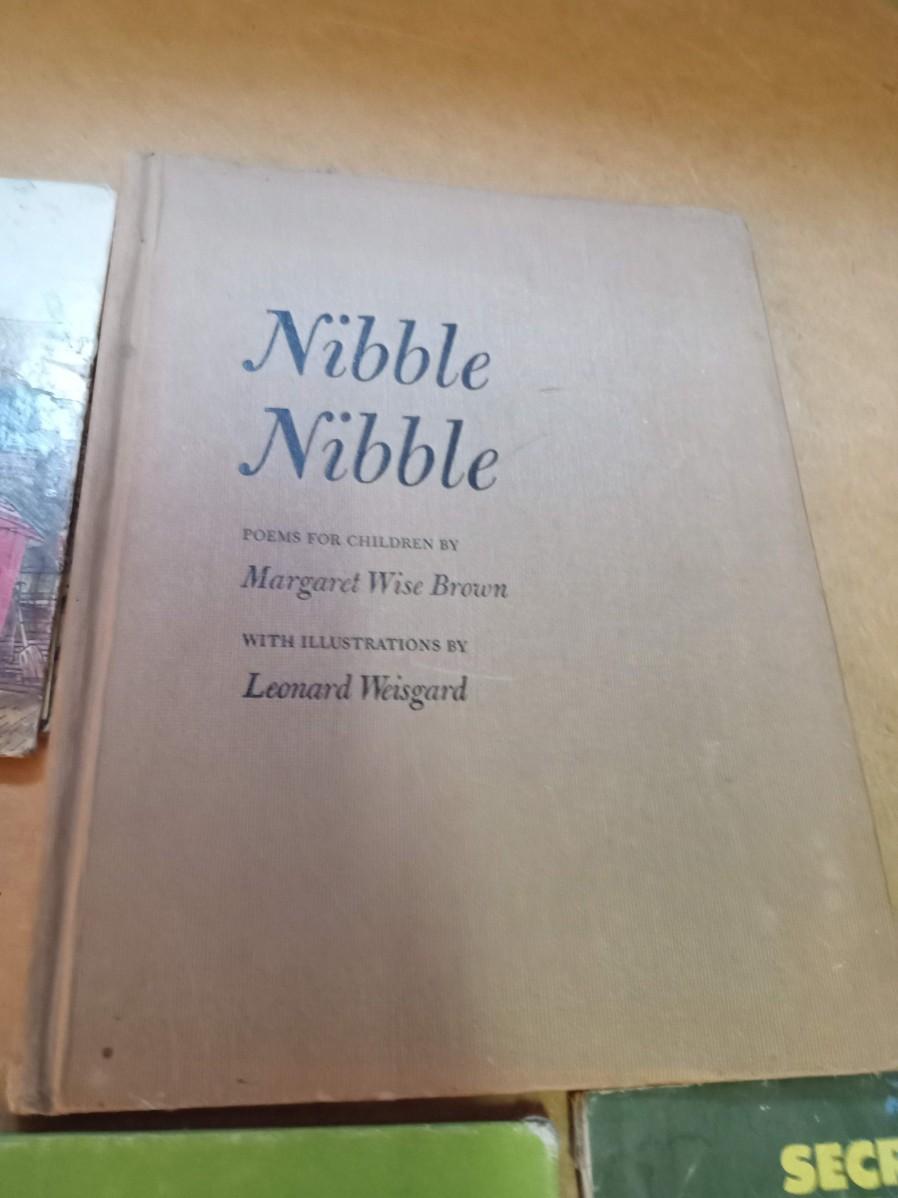 Nibble
Nibble
POEMS FOR CHILDREN BY
Margaret Wise Brown
WITH ILLUSTRATIONS BY
Leonard Weisgard
SECR